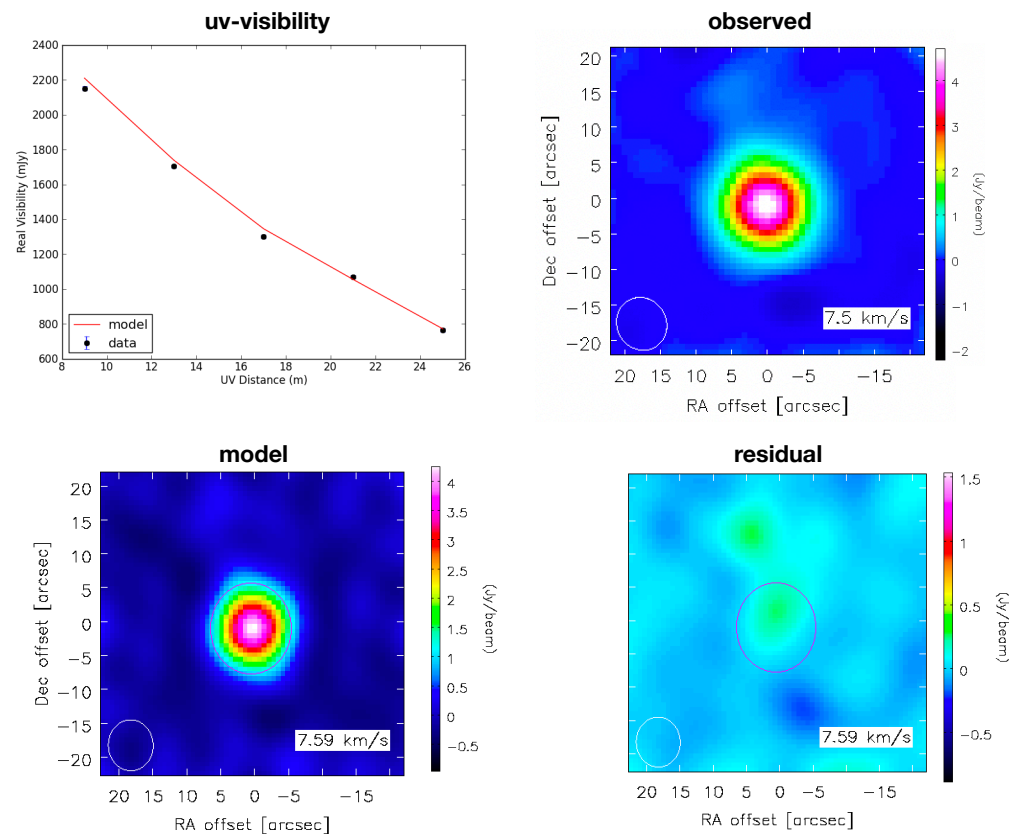 uv-visibility
2400
2200
2000
1800
1600
1400
1200
1000
800
600
Real Visibility (mJy)
model
data
8 10 12 14 16 18 20 22 24 26
UV Distance (m)
observed
20
15
10
5
0
−5
−10
−15
−20
Dec offset [arcsec]
7.5 km/s
20 15 10 5 0 −5 −15
RA offset [arcsec]
4
3
2
1
0
−1
−2
(Jy/beam)
model
20
15
10
5
0
−5
−10
−15
−20
Dec offset [arcsec]
7.59 km/s
20 15 10 5 0 −5 −15
RA offset [arcsec]
4
3.5
3
2.5
2
1.5
1
0.5
0
−0.5
(Jy/beam)
residual
7.59 km/s
20 15 10 5 0 −5 −15
RA offset [arcsec]
1.5
1
0.5
0
−0.5
(Jy/beam)